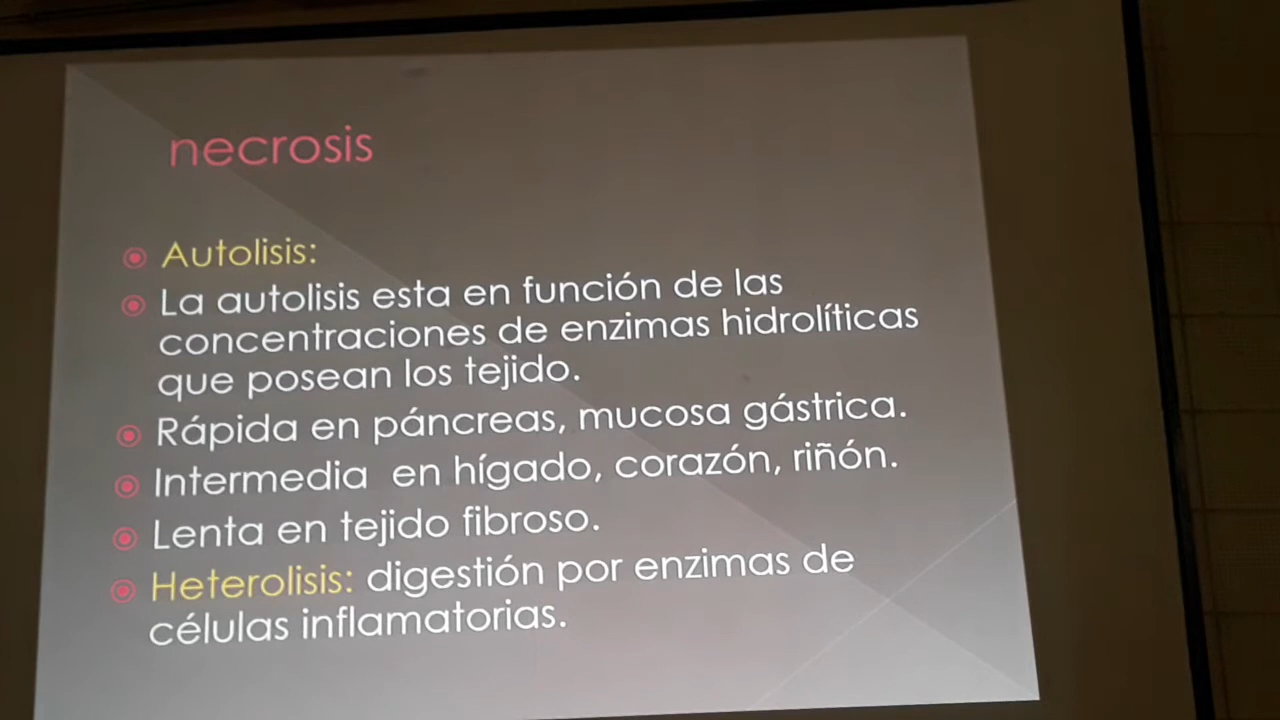 necrosis
Autolisis:
La autolisis esta en función de las
concentraciones de enzimas hidrolíticas
que posean los tejido.
Rápida en páncreas, mucosa gástrica.
Intermedia en hígado, corazón, riñón.
Lenta en tejido fibroso.
Heterolisis: digestión por enzimas de
células inflamatorias.